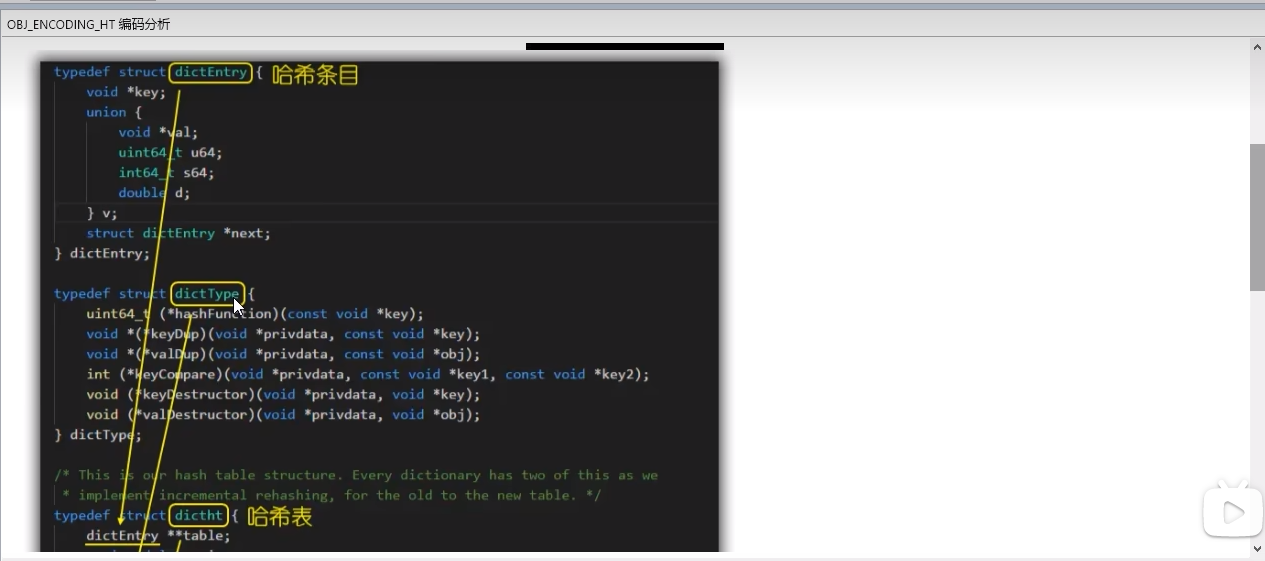 OBJ_ENCODING_HT 编码分析
typedef struct dictEntry { 哈希条目
void *key;
union {
void *val;
uint64_t u64;
int64_t s64;
double d;
} v;
struct dictEntry *next;
} dictEntry;
typedef struct dictType {
uint64_t (*hashFunction)(const void *key);
void *(*keyDup)(void *privdata, const void *key);
void *(*valDup)(void *privdata, const void *obj);
int (*keyCompare)(void *privdata, const void *key1, const void *key2);
void (*keyDestructor)(void *privdata, void *key);
void (*valDestructor)(void *privdata, void *obj);
} dictType;
/* This is our hash table structure. Every dictionary has two of this as we
* implement incremental rehashing, for the old to the new table. */
typedef struct dictht { 哈希表
dictEntry **table;